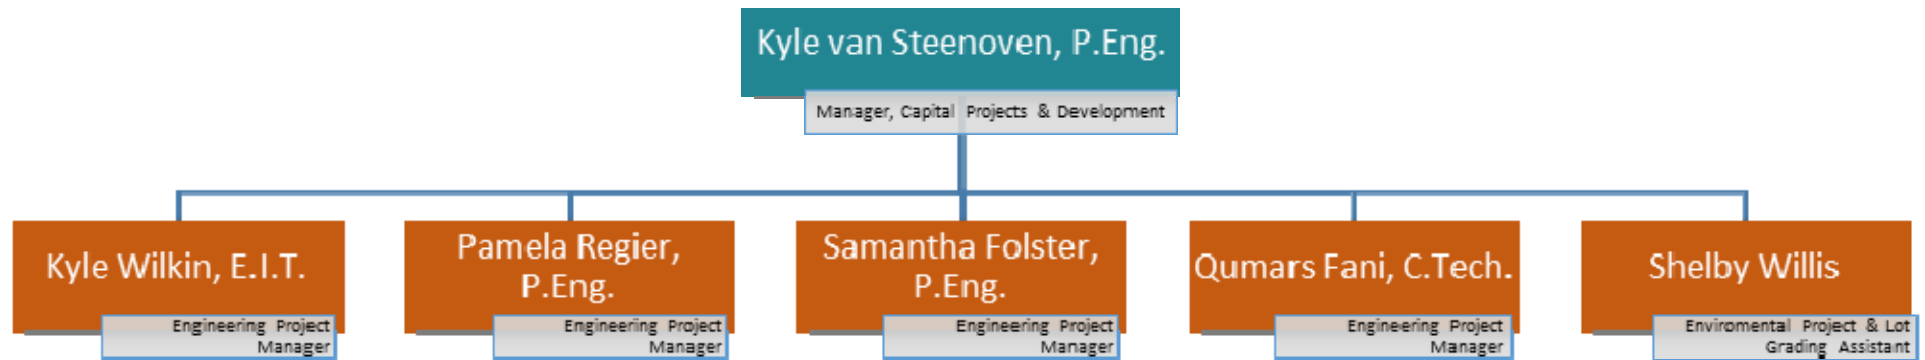 Kyle van Steenoven, P.Eng.
Manager, Capital Projects & Development
Kyle Wilkin, E.I.T.
Engineering Project
Manager
Pamela Regier,
P.Eng.
Engineering Project
Manager
Samantha Folster,
P.Eng.
Engineering Project
Manager
Qumars Fani, C.Tech.
Engineering Project
Manager
Shelby Willis
Enviromental Project & Lot
Grading Assistant